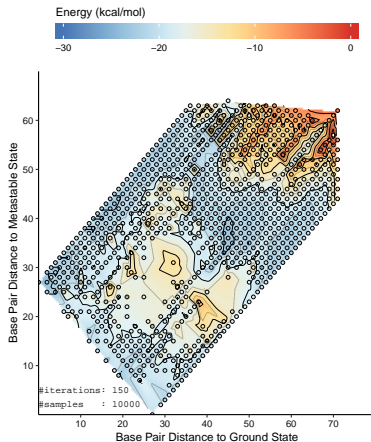 Energy (kcal/mol)
−30 −20 −10 0
Base Pair Distance to Metastable State
60
50
40
30
20
10
#iterations: 150
#samples : 10000
10 20 30 40 50 60 70
Base Pair Distance to Ground State